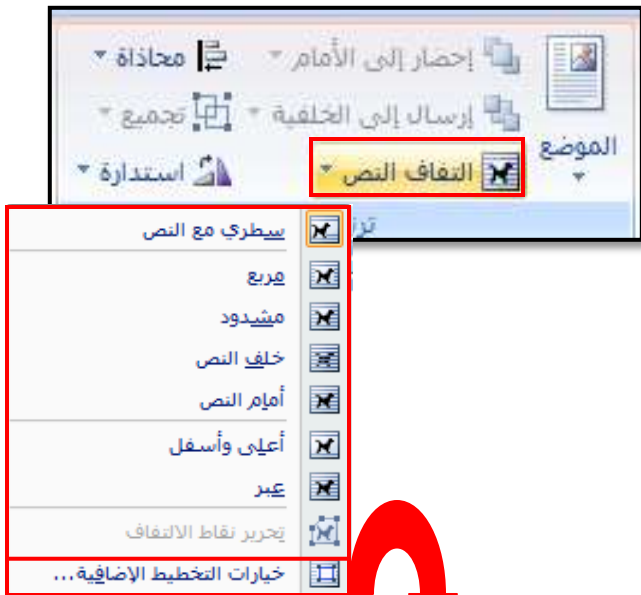 إحضار إلى الأمام محاذاة
إرسال إلى الخلفية تجميع
الموضع
التفاف النص استدارة
سطري مع النص
مربع
مشدود
خلف النص
أمام النص
أعلى وأسفل
عبر
تحرير نقاط الالتفاف
خيارات التخطيط الإضافية...